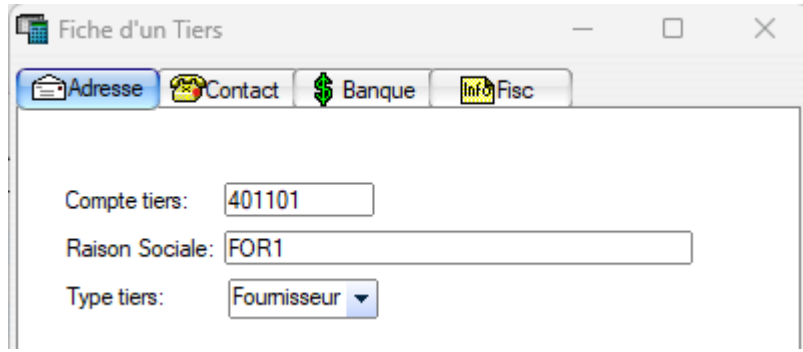 Fiche d'un Tiers
Adresse Contact $ Banque Info Fisc
Compte tiers: 401101
Raison Sociale: FOR1
Type tiers: Fournisseur